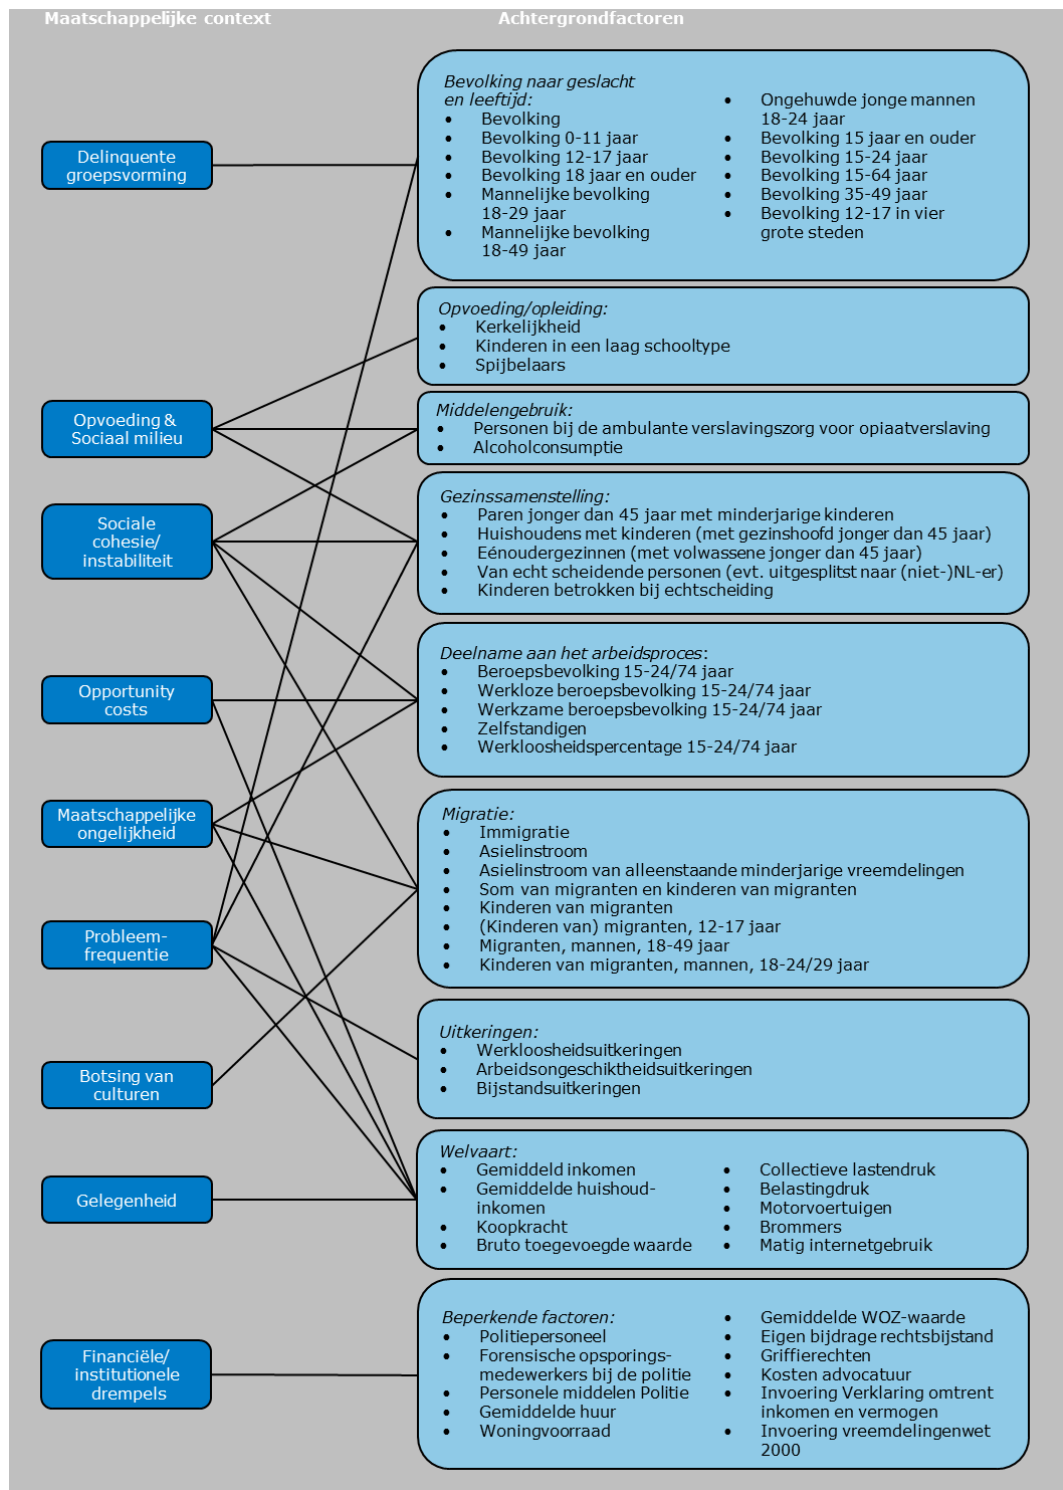 Maatschappelijke context
Achtergrondfactoren
Delinquente
groepsvorming
Opvoeding &
Sociaal milieu
Sociale
cohesie/
instabiliteit
Opportunity
costs
Maatschappelijke
ongelijkheid
Probleem-
frequentie
Botsing van
culturen
Gelegenheid
Financiële/
institutionele
drempels
Bevolking naar geslacht
en leeftijd:
• Bevolking
• Bevolking 0-11 jaar
• Bevolking 12-17 jaar
• Bevolking 18 jaar en ouder
• Mannelijke bevolking
18-29 jaar
• Mannelijke bevolking
18-49 jaar
• Ongehuwde jonge mannen
18-24 jaar
• Bevolking 15 jaar en ouder
• Bevolking 15-24 jaar
• Bevolking 15-64 jaar
• Bevolking 35-49 jaar
• Bevolking 12-17 in vier
grote steden
Opvoeding/opleiding:
• Kerkelijkheid
• Kinderen in een laag schooltype
• Spijbelaars
Middelengebruik:
• Personen bij de ambulante verslavingszorg voor opiaatverslaving
• Alcoholconsumptie
Gezinssamenstelling:
• Paren jonger dan 45 jaar met minderjarige kinderen
• Huishoudens met kinderen (met gezinshoofd jonger dan 45 jaar)
• Eénoudergezinnen (met volwassene jonger dan 45 jaar)
• Van echt scheidende personen (evt. uitgesplitst naar (niet-)NL-er)
• Kinderen betrokken bij echtscheiding
Deelname aan het arbeidsproces:
• Beroepsbevolking 15-24/74 jaar
• Werkloze beroepsbevolking 15-24/74 jaar
• Werkzame beroepsbevolking 15-24/74 jaar
• Zelfstandigen
• Werkloosheidspercentage 15-24/74 jaar
Migratie:
• Immigratie
• Asielinstroom
• Asielinstroom van alleenstaande minderjarige vreemdelingen
• Som van migranten en kinderen van migranten
• Kinderen van migranten
• (Kinderen van) migranten, 12-17 jaar
• Migranten, mannen, 18-49 jaar
• Kinderen van migranten, mannen, 18-24/29 jaar
Uitkeringen:
• Werkloosheidsuitkeringen
• Arbeidsongeschiktheidsuitkeringen
• Bijstandsuitkeringen
Welvaart:
• Gemiddeld inkomen
• Gemiddelde huishoud-
inkomen
• Koopkracht
• Bruto toegevoegde waarde
• Collectieve lastendruk
• Belastingdruk
• Motorvoertuigen
• Brommers
• Matig internetgebruik
Beperkende factoren:
• Politiepersoneel
• Forensische opsporings-
medewerkers bij de politie
• Personele middelen Politie
• Gemiddelde huur
• Woningvoorraad
• Gemiddelde WOZ-waarde
• Eigen bijdrage rechtsbijstand
• Griffierechten
• Kosten advocatuur
• Invoering Verklaring omtrent
inkomen en vermogen
• Invoering vreemdelingenwet
2000